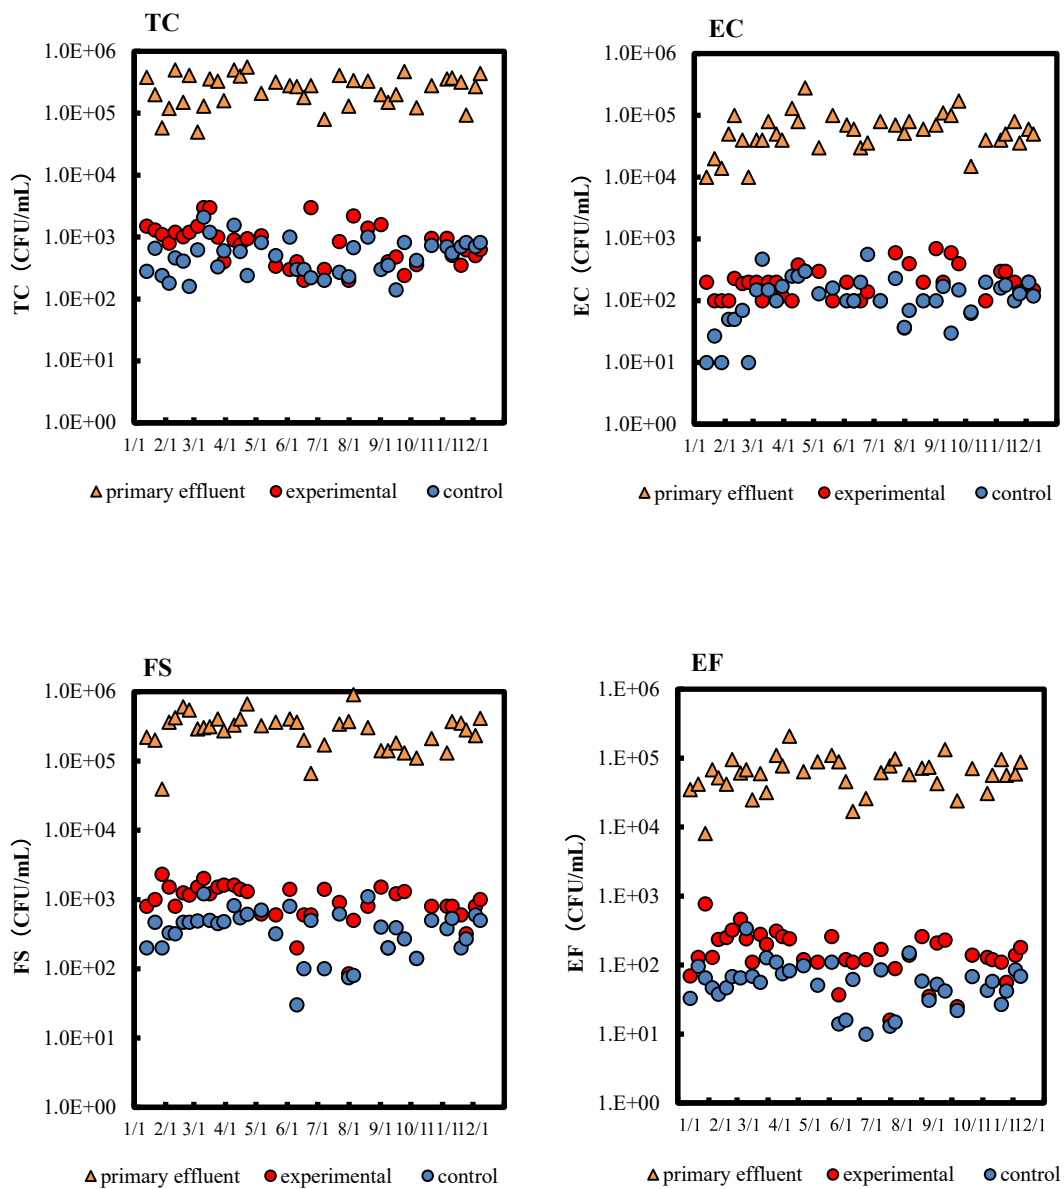 TC
1.0E+06
1.0E+05
1.0E+04
1.0E+03
1.0E+02
1.0E+01
1.0E+00
TC (CFU/mL)
1/1 2/1 3/1 4/1 5/1 6/1 7/1 8/1 9/1 10/1 11/1 12/1
primary effluent experimental control
EC
1.0E+06
1.0E+05
1.0E+04
1.0E+03
1.0E+02
1.0E+01
1.0E+00
EC (CFU/mL)
1/1 2/1 3/1 4/1 5/1 6/1 7/1 8/1 9/1 10/1 11/1 12/1
primary effluent experimental control
FS
1.0E+06
1.0E+05
1.0E+04
1.0E+03
1.0E+02
1.0E+01
1.0E+00
FS (CFU/mL)
1/1 2/1 3/1 4/1 5/1 6/1 7/1 8/1 9/1 10/1 11/1 12/1
primary effluent experimental control
EF
1.E+06
1.E+05
1.E+04
1.E+03
1.E+02
1.E+01
1.E+00
EF (CFU/mL)
1/1 2/1 3/1 4/1 5/1 6/1 7/1 8/1 9/1 10/1 11/1 12/1
primary effluent experimental control